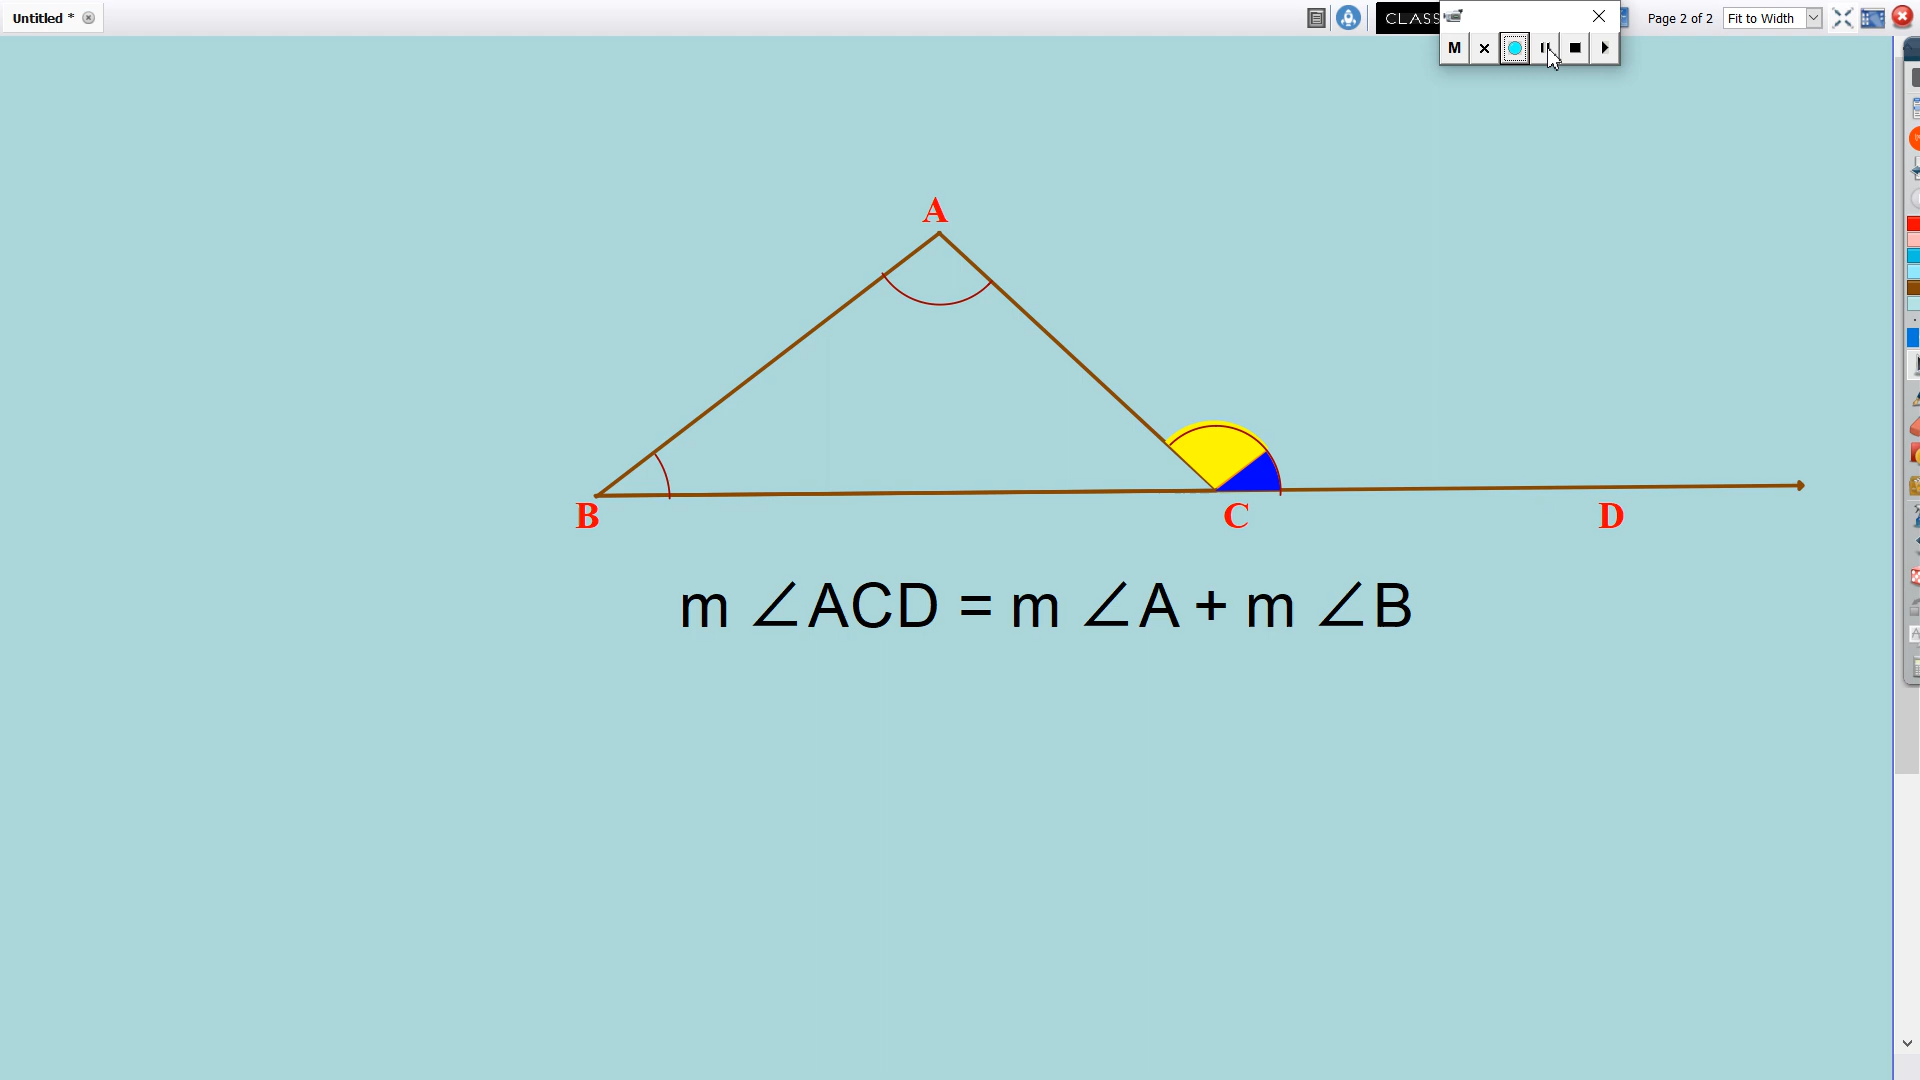 Untitled *
CLASS
Page 2 of 2
Fit to Width
M
A
B
C
D
m ∠ACD = m ∠A + m ∠B